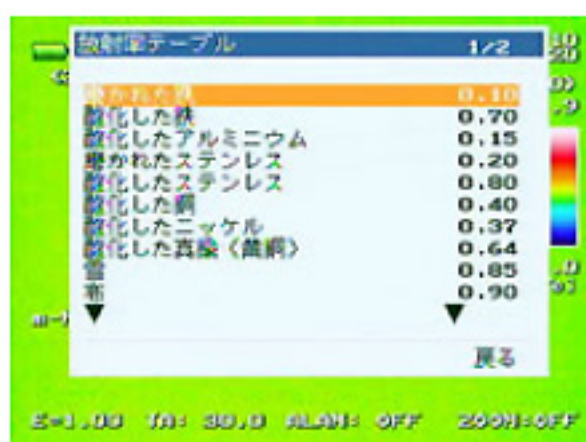 放射率テーブル 1/2
磨かれた鉄 0.10
酸化した鉄 0.70
酸化したアルミニウム 0.15
磨かれたステンレス 0.20
酸化したステンレス 0.80
酸化した銅 0.40
酸化したニッケル 0.37
酸化した真鍮（黄銅） 0.64
雪 0.85
布 0.90
戻る
E=1.00 TA: 30.0 ALAM: OFF ZOOM:OFF